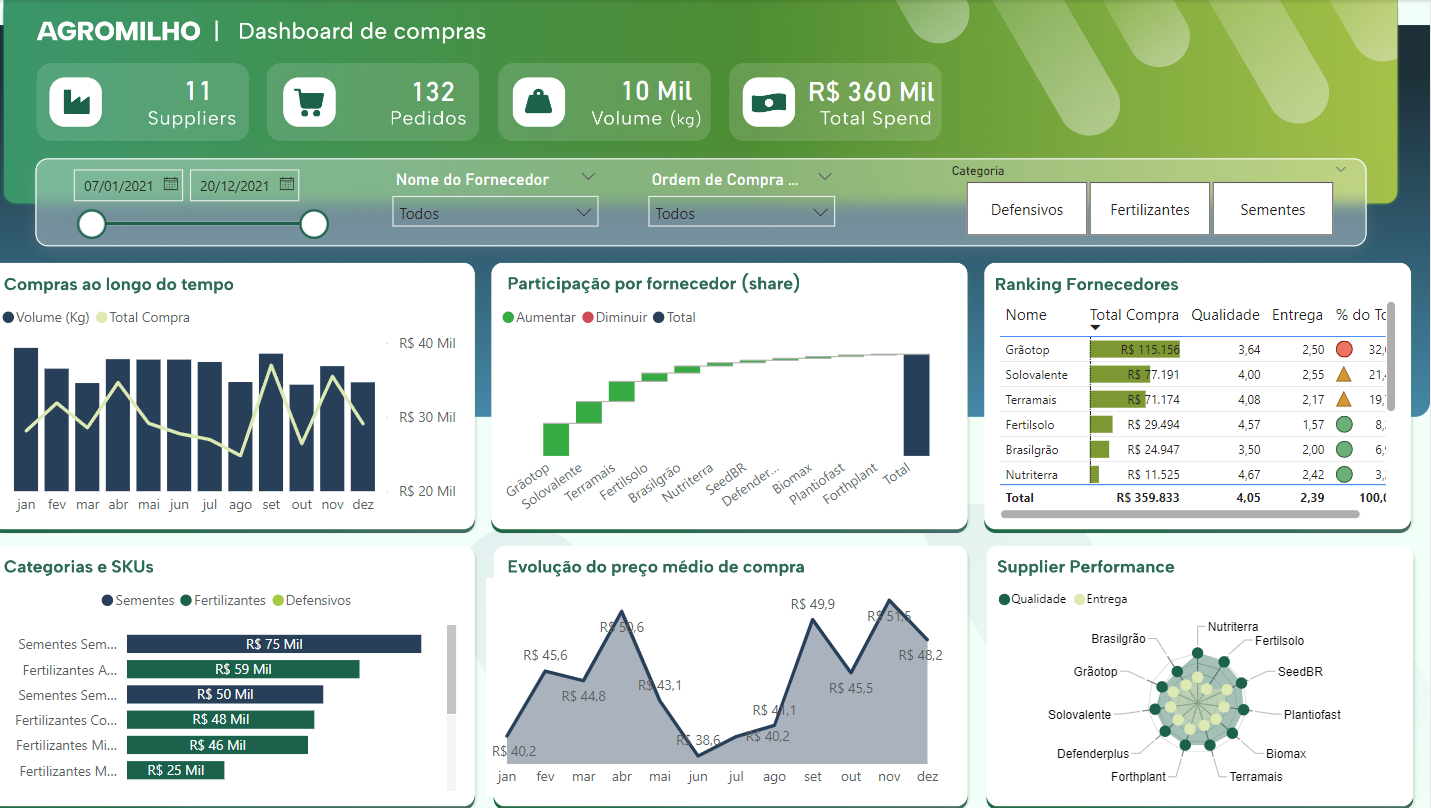 AGROMILHO | Dashboard de compras
11
Suppliers
132
Pedidos
10 Mil
Volume (kg)
R$ 360 Mil
Total Spend
07/01/2021
20/12/2021
Nome do Fornecedor
Todos
Ordem de Compra ...
Todos
Categoria
Defensivos
Fertilizantes
Sementes
Compras ao longo do tempo
Volume (Kg) Total Compra
R$ 40 Mil
R$ 30 Mil
R$ 20 Mil
jan fev mar abr mai jun jul ago set out nov dez
Participação por fornecedor (share)
Aumentar Diminuir Total
Grãotop
Solovalente
Terramais
Fertilsolo
Brasilgrão
Nutriterra
SeedBR
Defender...
Biomax
Plantiofast
Forthplant
Total
Ranking Fornecedores
Nome Total Compra Qualidade Entrega % do To
Grãotop R$ 115.156 3,64 2,50 32,
Solovalente R$ 77.191 4,00 2,55 21,
Terramais R$ 71.174 4,08 2,17 19,
Fertilsolo R$ 29.494 4,57 1,57 8,
Brasilgrão R$ 24.947 3,50 2,00 6,
Nutriterra R$ 11.525 4,67 2,42 3,
Total R$ 359.833 4,05 2,39 100,
Categorias e SKUs
Sementes Fertilizantes Defensivos
Sementes Sem... R$ 75 Mil
Fertilizantes A... R$ 59 Mil
Sementes Sem... R$ 50 Mil
Fertilizantes Co... R$ 48 Mil
Fertilizantes Mi... R$ 46 Mil
Fertilizantes M... R$ 25 Mil
Evolução do preço médio de compra
R$ 40,2
R$ 45,6
R$ 44,8
R$ 50,6
R$ 43,1
R$ 38,6
R$ 40,2
R$ 41,1
R$ 49,9
R$ 45,5
R$ 51,5
R$ 48,2
jan fev mar abr mai jun jul ago set out nov dez
Supplier Performance
Qualidade Entrega
Nutriterra
Fertilsolo
SeedBR
Plantiofast
Biomax
Terramais
Forthplant
Defenderplus
Solovalente
Grãotop
Brasilgrão